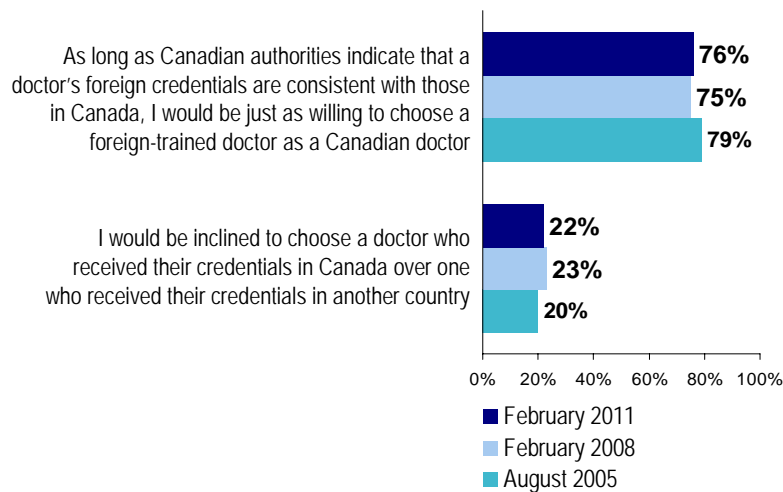 As long as Canadian authorities indicate that a
doctor’s foreign credentials are consistent with those
in Canada, I would be just as willing to choose a
foreign-trained doctor as a Canadian doctor
76%
75%
79%
I would be inclined to choose a doctor who
received their credentials in Canada over one
who received their credentials in another country
22%
23%
20%
0% 20% 40% 60% 80% 100%
February 2011
February 2008
August 2005